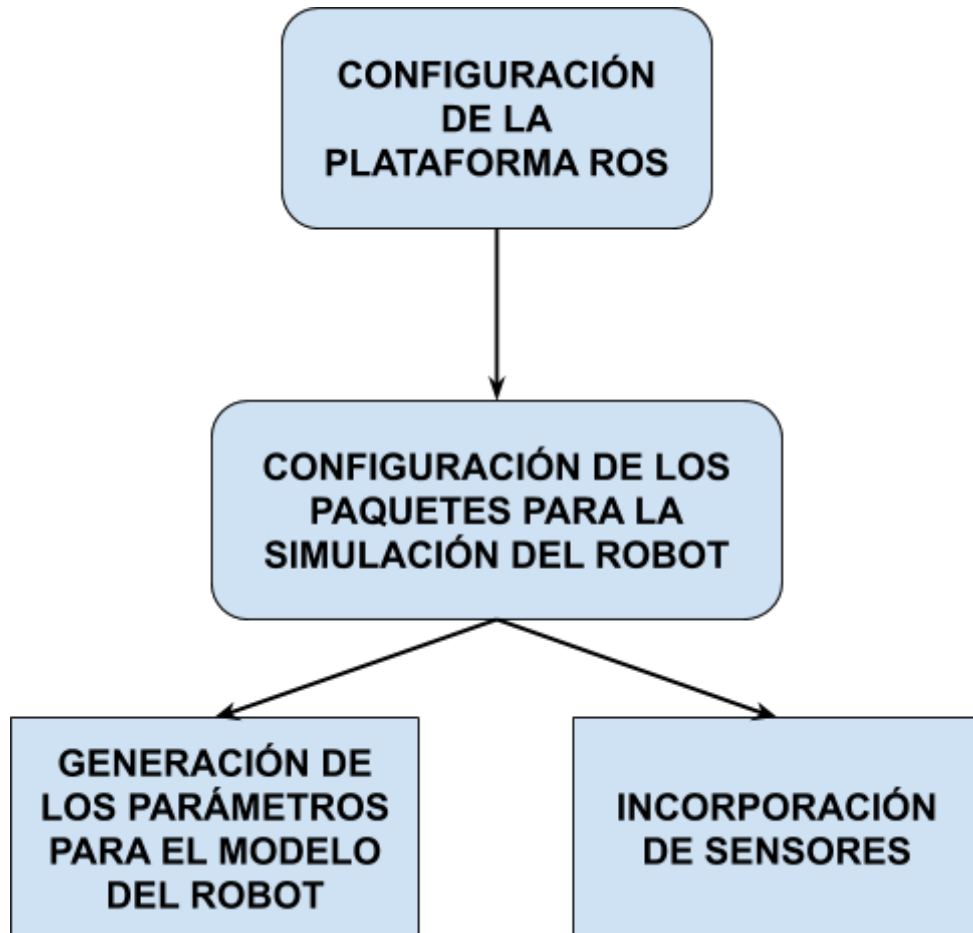 CONFIGURACIÓN
DE LA
PLATAFORMA ROS
CONFIGURACIÓN DE LOS
PAQUETES PARA LA
SIMULACIÓN DEL ROBOT
GENERACIÓN DE
LOS PARÁMETROS
PARA EL MODELO
DEL ROBOT
INCORPORACIÓN
DE SENSORES